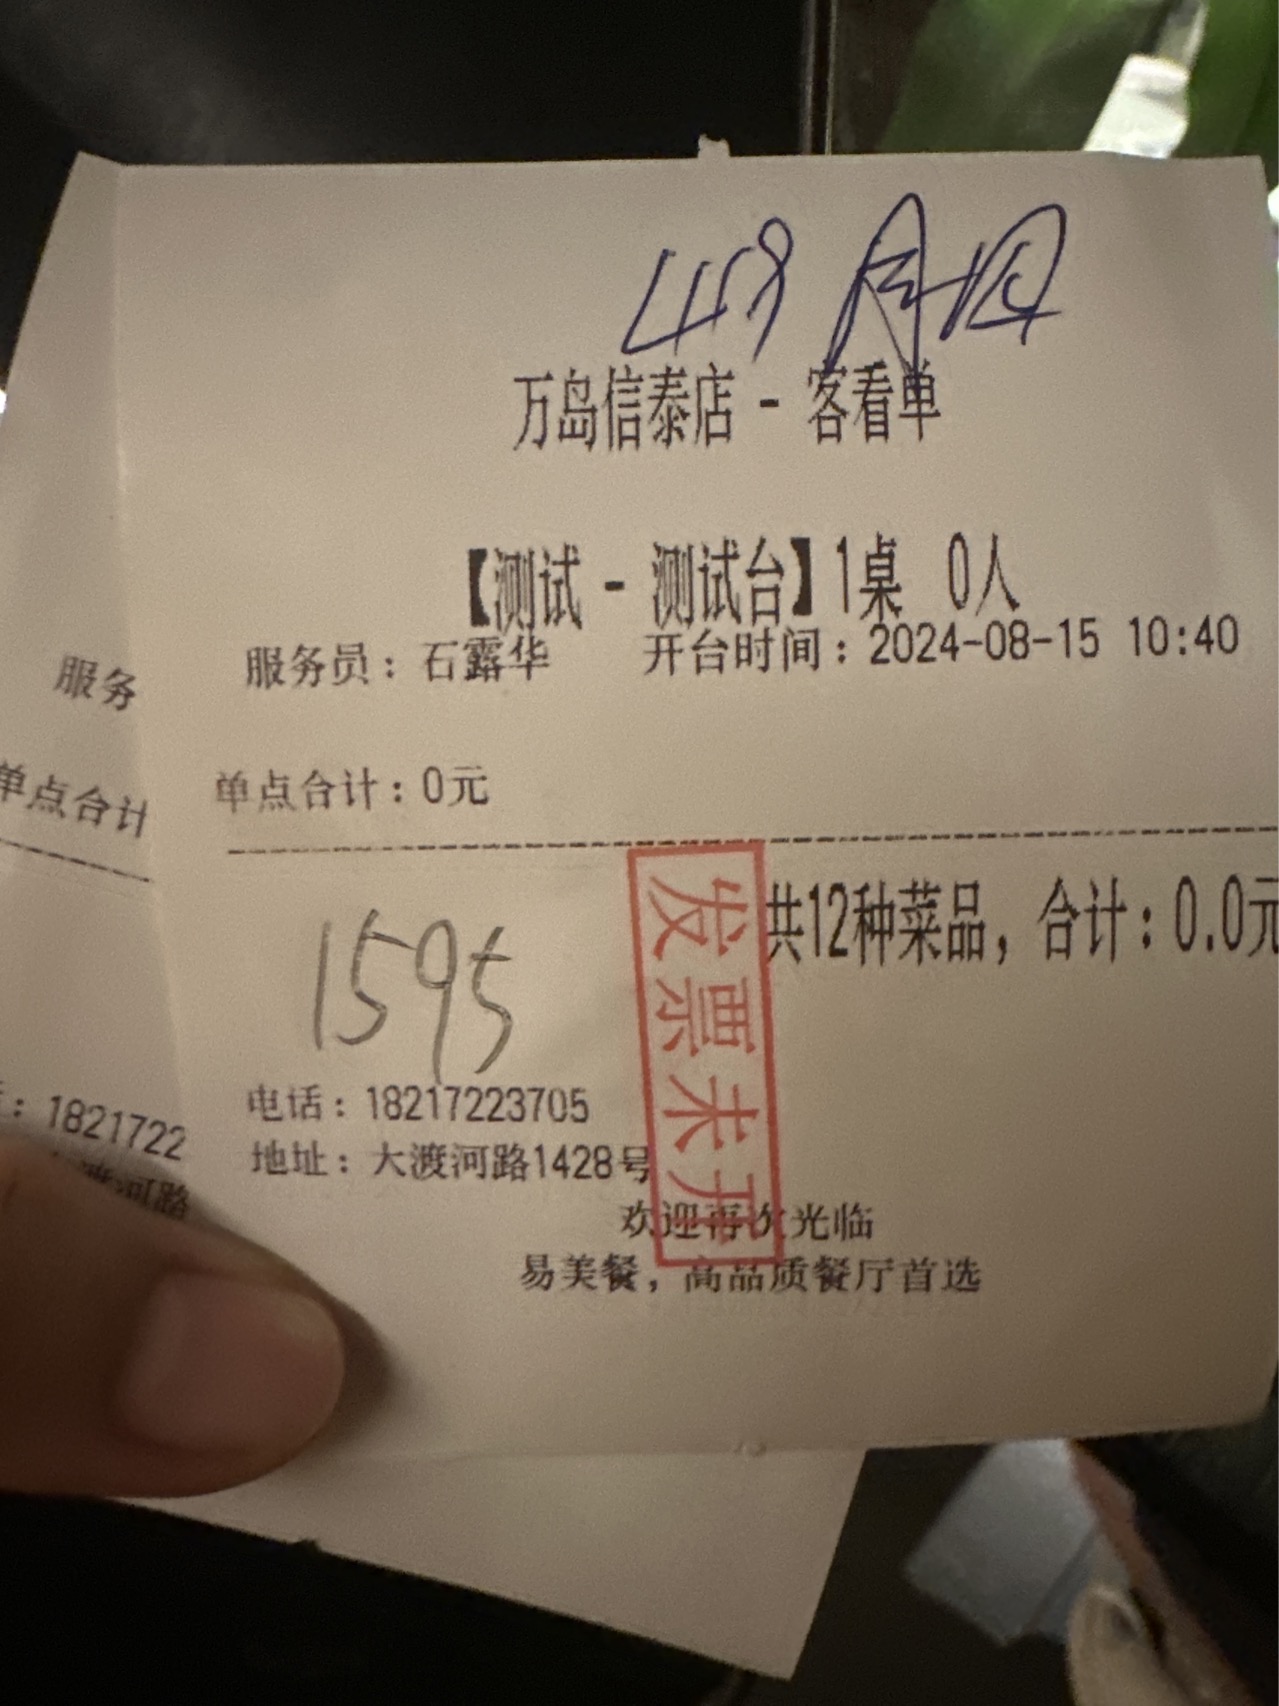 万岛信泰店 - 客看单
【测试 - 测试台】1桌 0人
服务员：石露华 开台时间：2024-08-15 10:40
单点合计：0元
共12种菜品，合计：0.0元
1595
发票未开
电话：18217223705
地址：大渡河路1428号
欢迎再次光临
易美餐，高品质餐厅首选
服务
单点合计
：1821722
渡河路